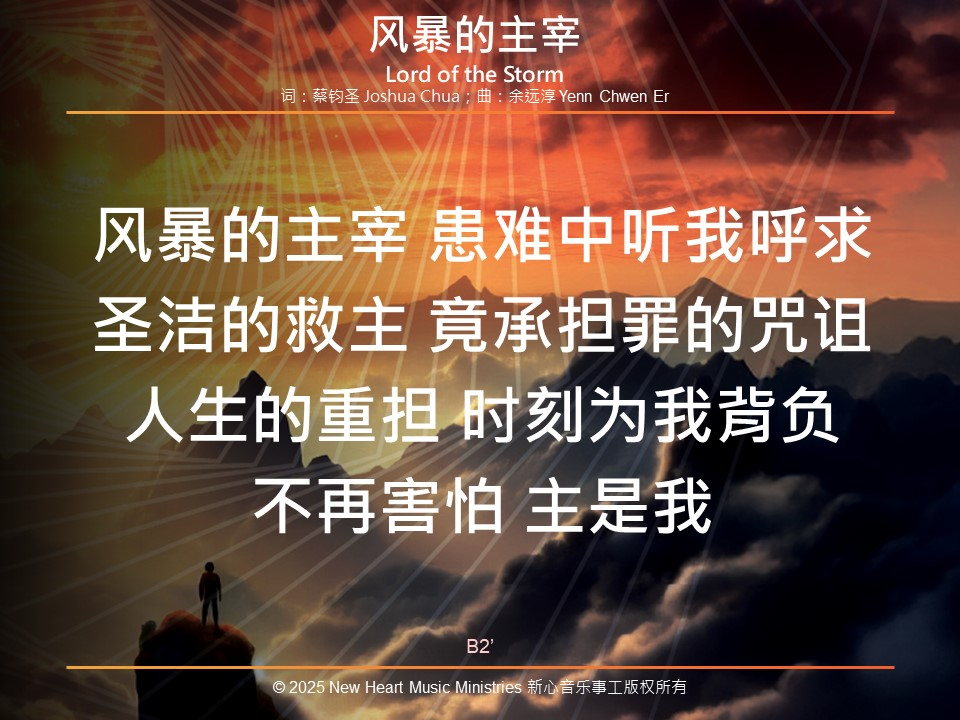 风暴的主宰
Lord of the Storm
词：蔡钧圣 Joshua Chua；曲：余远淳 Yenn Chwen Er
风暴的主宰 患难中听我呼求
圣洁的救主 竟承担罪的咒诅
人生的重担 时刻为我背负
不再害怕 主是我
B2’
© 2025 New Heart Music Ministries 新心音乐事工版权所有